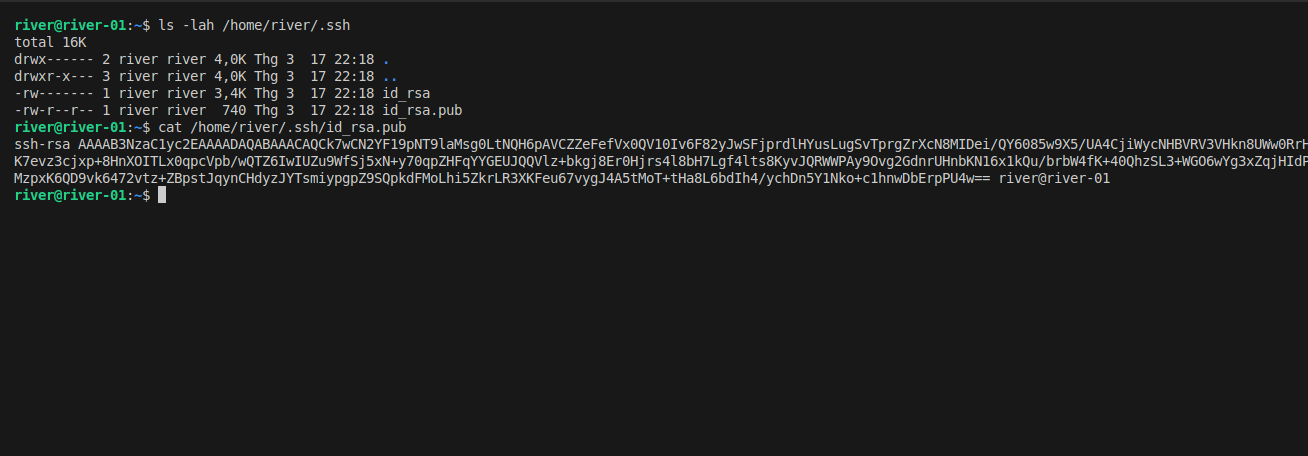 river@river-01:~$ ls -lah /home/river/.ssh
total 16K
drwx------ 2 river river 4,0K Thg 3  17 22:18 .
drwxr-x--- 3 river river 4,0K Thg 3  17 22:18 ..
-rw------- 1 river river 3,4K Thg 3  17 22:18 id_rsa
-rw-r--r-- 1 river river  740 Thg 3  17 22:18 id_rsa.pub
river@river-01:~$ cat /home/river/.ssh/id_rsa.pub
ssh-rsa AAAAB3NzaC1yc2EAAAADAQABAAACAQCk7wCN2YF19pNT9laMsg0LtNQH6pAVCZZeFefVx0QV10Iv6F82yJwSFjprdlHYusLugSvTprgZrXcN8MIDei/QY6085w9X5/UA4CjiWycNHBVRV3VHkn8UWw0RrH
K7evz3cjxp+8HnXOITLx0qpcVpb/wQTZ6IwIUZu9WfSj5xN+y70qpZHFqYYGEUJQQVlz+bkgj8Er0Hjrs4l8bH7Lgf4lts8KyvJQRWWPAy9Ovg2GdnrUHnbKN16x1kQu/brbW4fK+40QhzSL3+WGO6wYg3xZqjHIdP
MzpxK6QD9vk6472vtz+ZBpstJqynCHdyzJYTsmiypgpZ9SQpkdFMoLhi5ZkrLR3XKFeu67vygJ4A5tMoT+tHa8L6bdIh4/ychDn5Y1Nko+c1hnwDbErpPU4w== river@river-01
river@river-01:~$